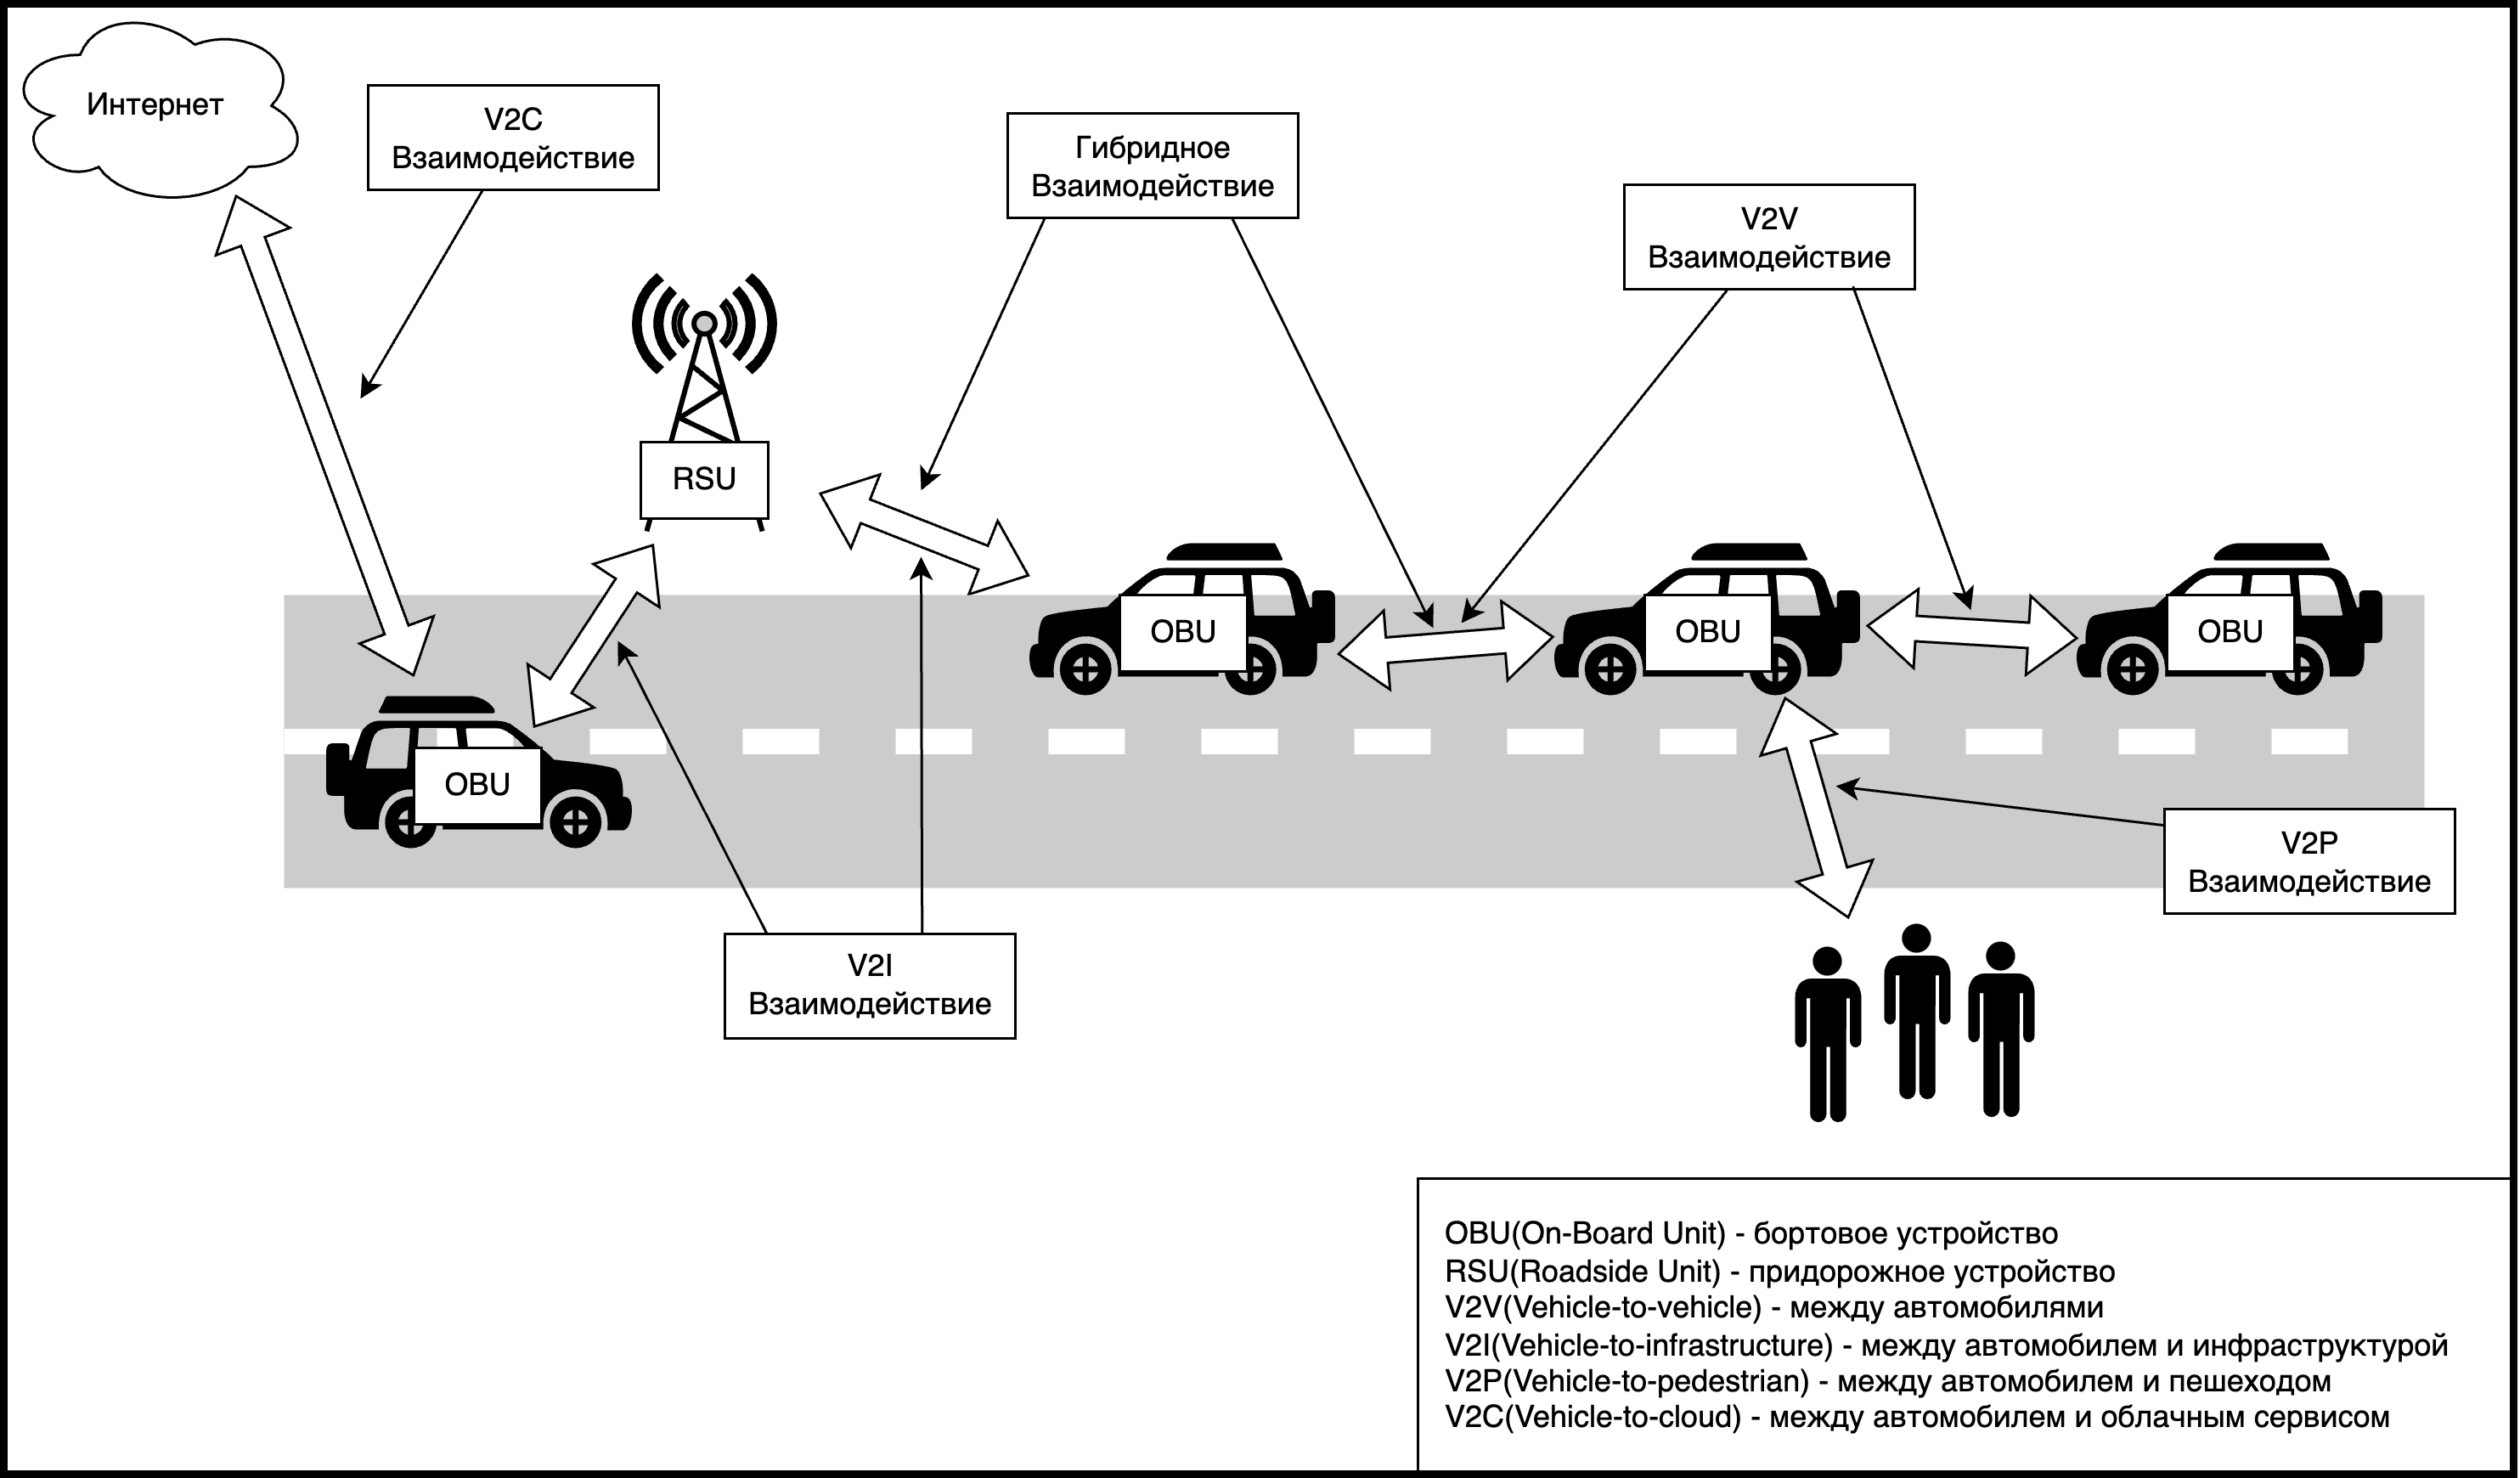 Интернет
V2C
Взаимодействие
Гибридное
Взаимодействие
V2V
Взаимодействие
RSU
OBU
OBU
OBU
OBU
V2P
Взаимодействие
V2I
Взаимодействие
OBU(On-Board Unit) - бортовое устройство
RSU(Roadside Unit) - придорожное устройство
V2V(Vehicle-to-vehicle) - между автомобилями
V2I(Vehicle-to-infrastructure) - между автомобилем и инфраструктурой
V2P(Vehicle-to-pedestrian) - между автомобилем и пешеходом
V2C(Vehicle-to-cloud) - между автомобилем и облачным сервисом